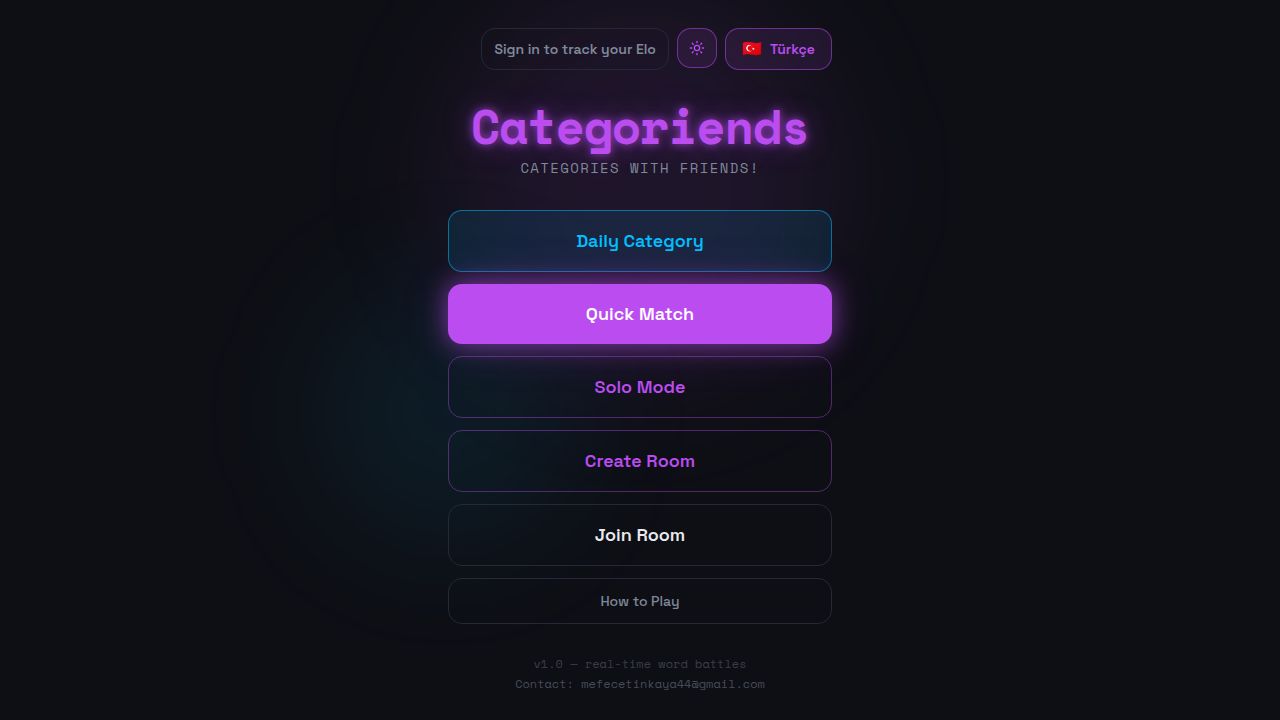 Sign in to track your Elo
Türkçe
Categoriends
CATEGORIES WITH FRIENDS!
Daily Category
Quick Match
Solo Mode
Create Room
Join Room
How to Play
v1.0 — real-time word battles
Contact: mefecetinkaya44@gmail.com